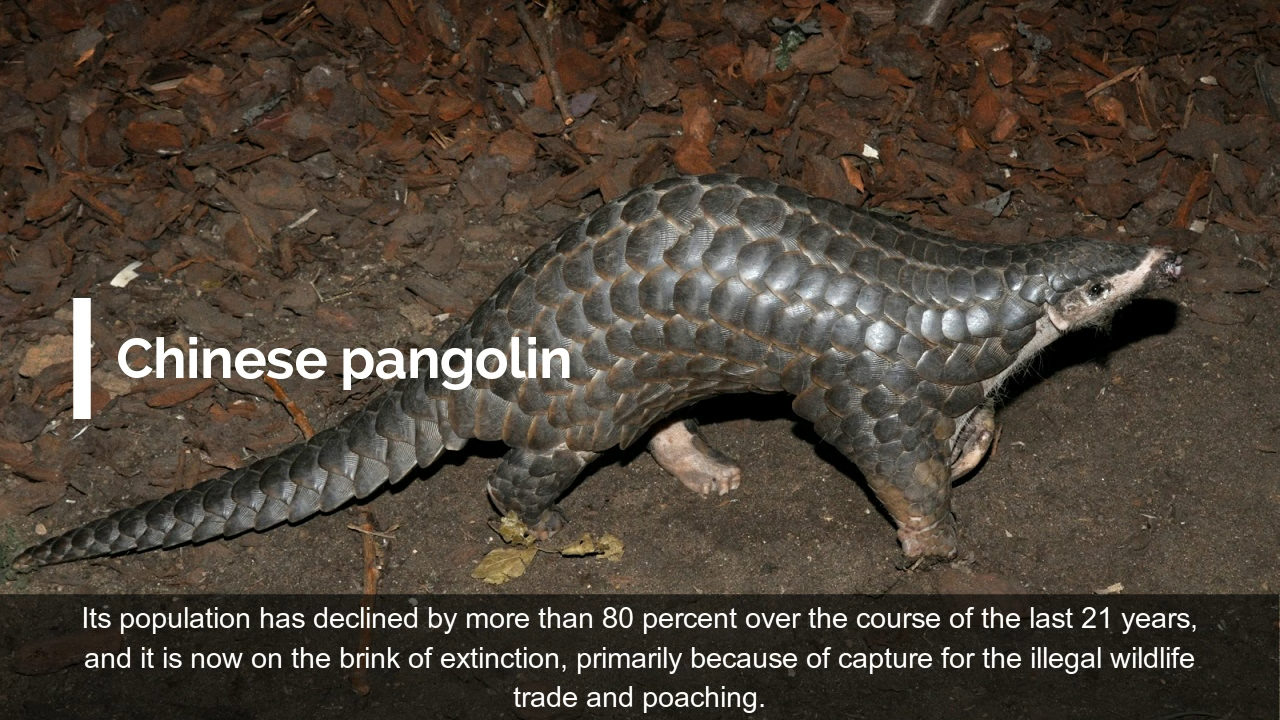 Chinese pangolin
Its population has declined by more than 80 percent over the course of the last 21 years,
and it is now on the brink of extinction, primarily because of capture for the illegal wildlife
trade and poaching.